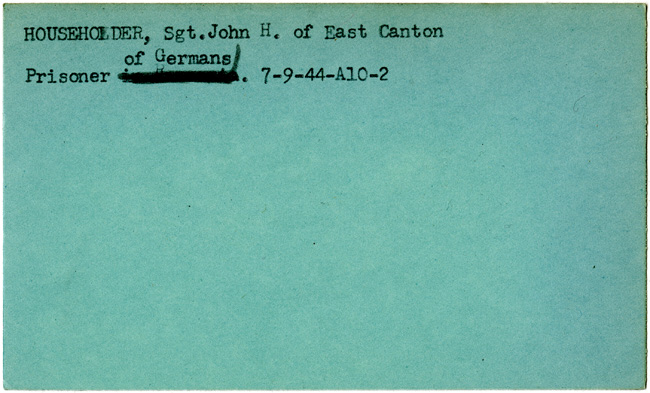 HOUSEHOLDER, Sgt.John H. of East Canton
of Germans
Prisoner . 7-9-44-A10-2